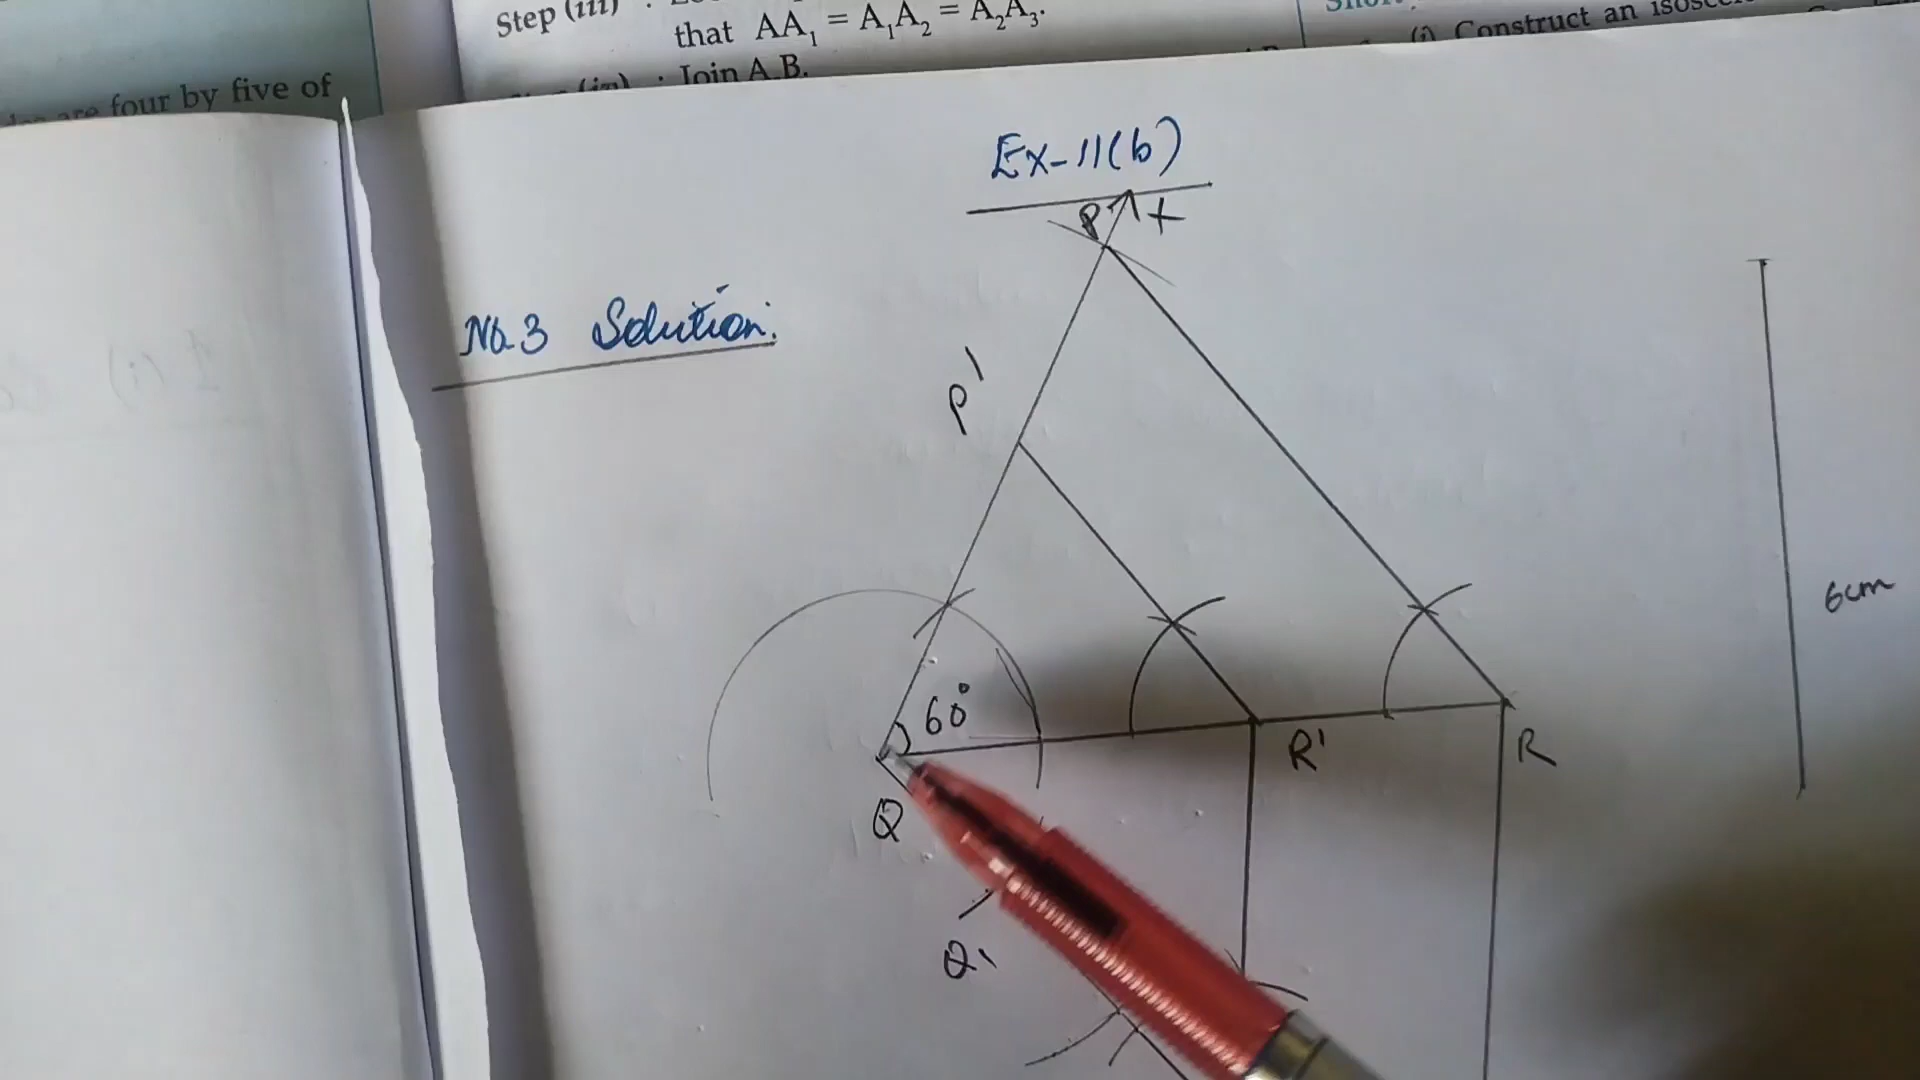 Step (iii) :
that AA₁ = A₁A₂ = A₂A₃.
Join A B.
(i) Construct an
are four by five of
Ex-11(b)
P X
No.3 Solution:
P'
6cm
60°
R' R
Q
Q₁